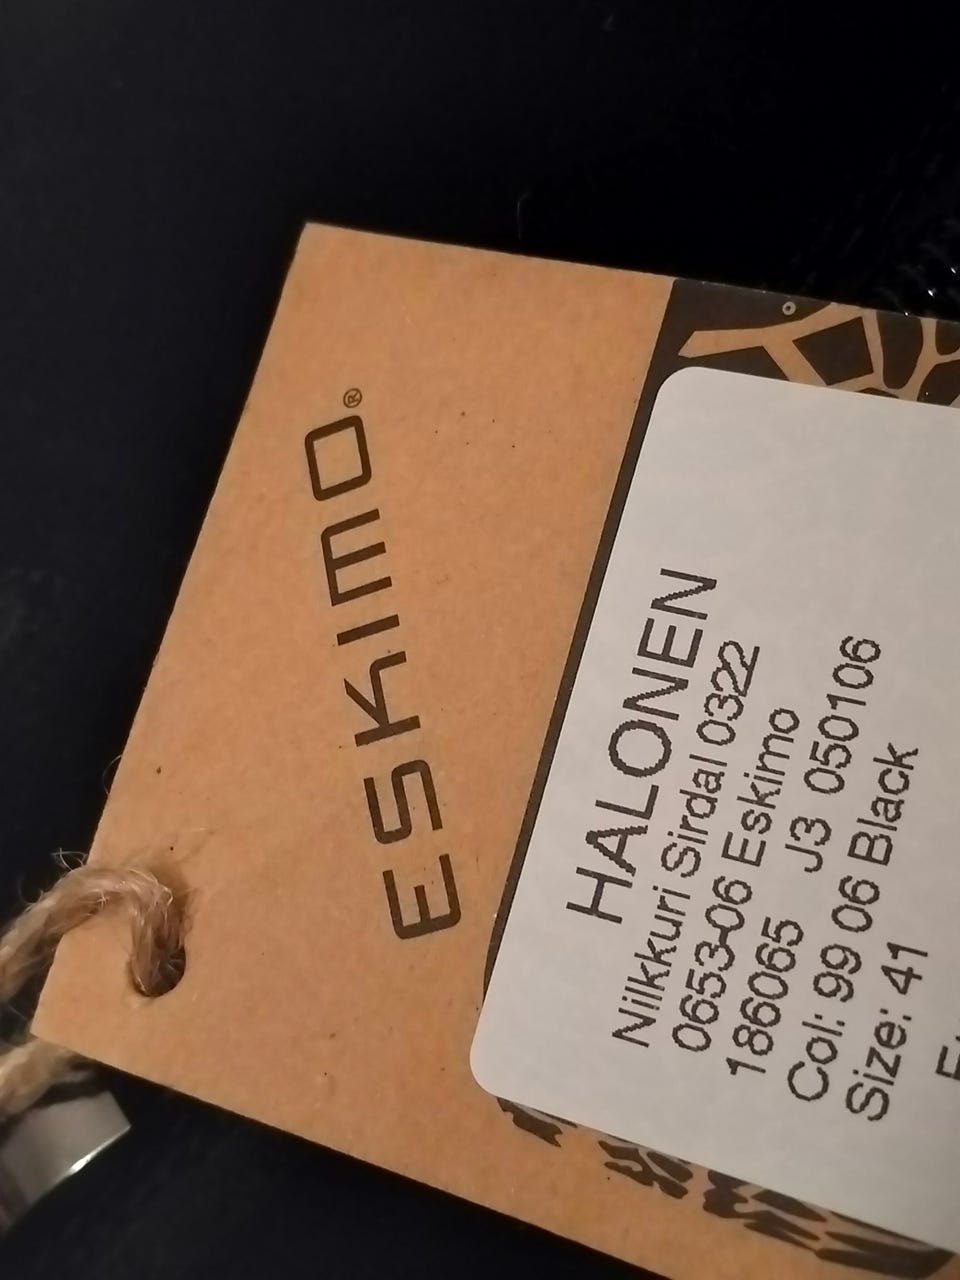 ESKIMO®
HALONEN
Nilkkuri Sirdal 0322
0653-06 Eskimo
186065 J3 050106
Col: 99 06 Black
Size: 41